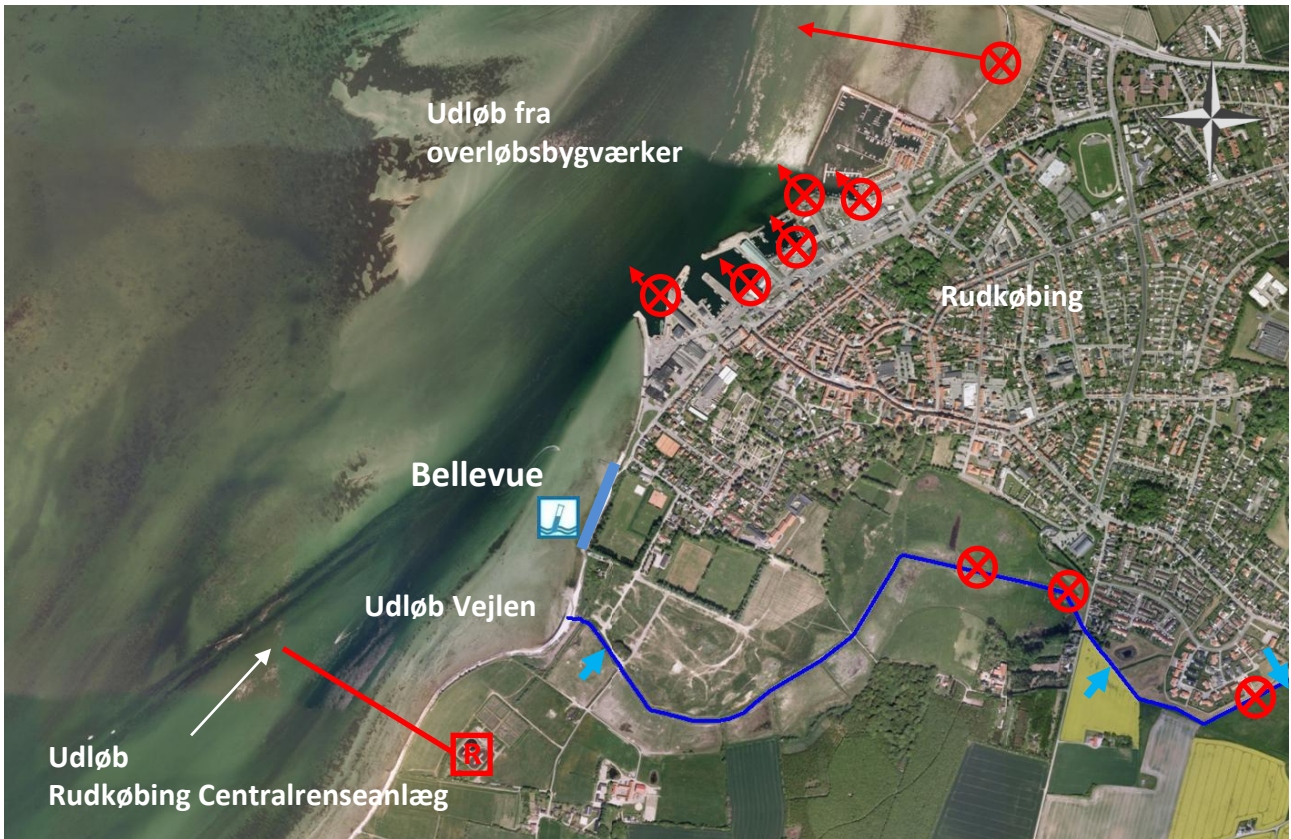 N
Udløb fra
overløbsbygværker
Rudkøbing
Bellevue
Udløb Vejlen
R
Udløb
Rudkøbing Centralrenseanlæg